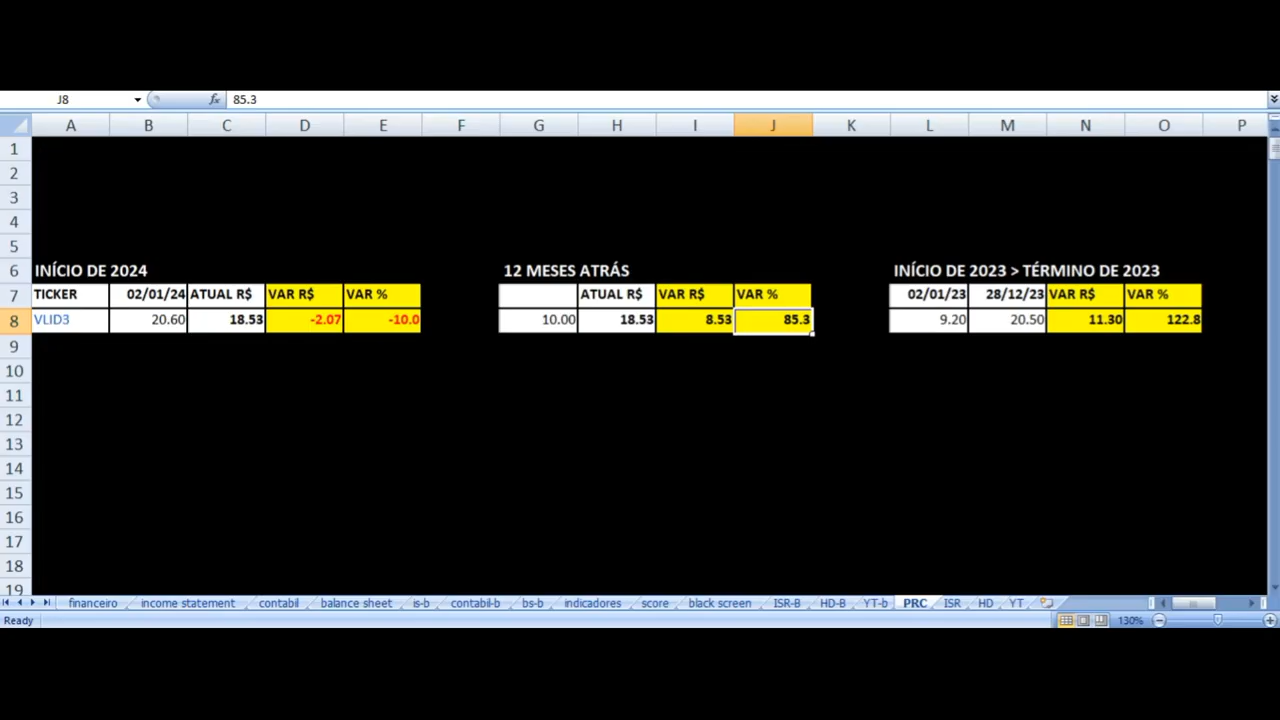 J8 fx 85.3
A B C D E F G H I J K L M N O P
1
2
3
4
5
6 INÍCIO DE 2024 12 MESES ATRÁS INÍCIO DE 2023 > TÉRMINO DE 2023
7 TICKER 02/01/24 ATUAL R$ VAR R$ VAR % ATUAL R$ VAR R$ VAR % 02/01/23 28/12/23 VAR R$ VAR %
8 VLID3 20.60 18.53 -2.07 -10.0 10.00 18.53 8.53 85.3 9.20 20.50 11.30 122.8
9
10
11
12
13
14
15
16
17
18
19
financeiro income statement contabil balance sheet is-b contabil-b bs-b indicadores score black screen ISR-B HD-B YT-b PRC ISR HD YT
Ready 130%